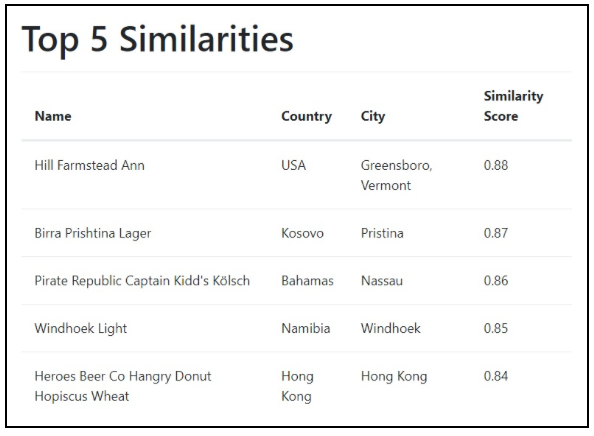 Top 5 Similarities
Name Country City Similarity Score
Hill Farmstead Ann USA Greensboro, Vermont 0.88
Birra Prishtina Lager Kosovo Pristina 0.87
Pirate Republic Captain Kidd's Kölsch Bahamas Nassau 0.86
Windhoek Light Namibia Windhoek 0.85
Heroes Beer Co Hangry Donut Hopiscus Wheat Hong Kong Hong Kong 0.84